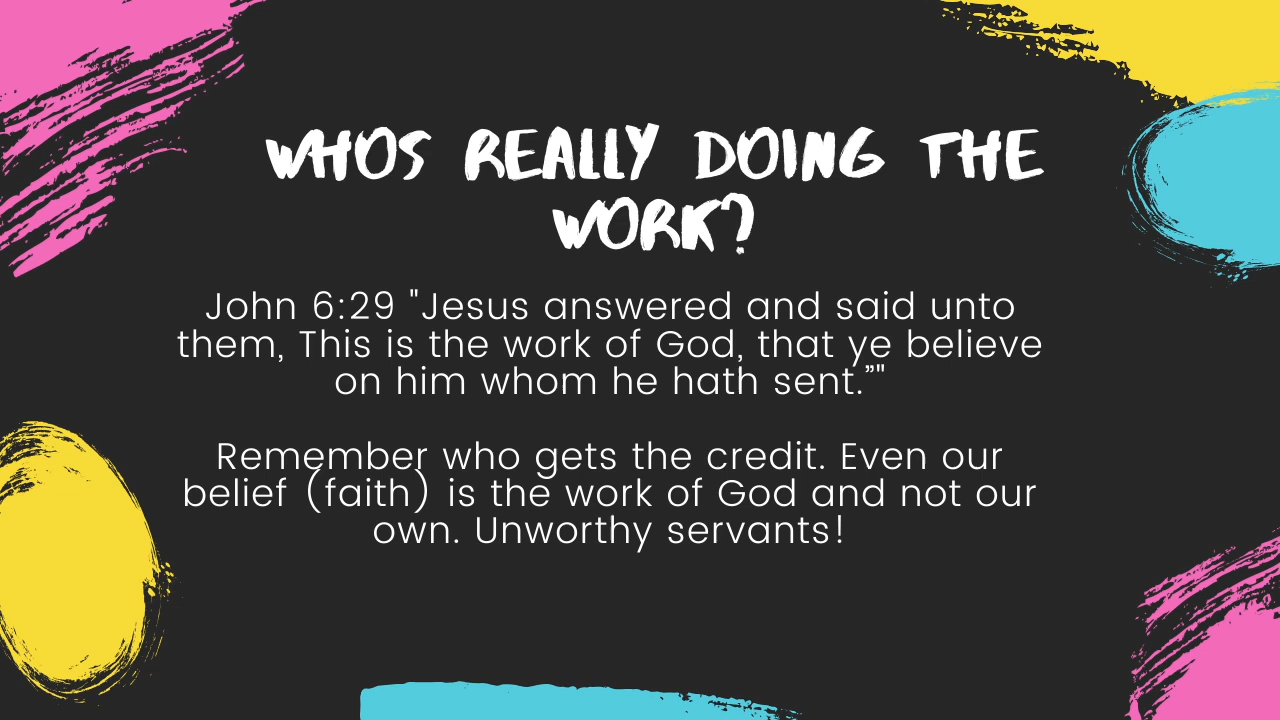 WHOS REALLY DOING THE
WORK?
John 6:29 "Jesus answered and said unto
them, This is the work of God, that ye believe
on him whom he hath sent.”"
Remember who gets the credit. Even our
belief (faith) is the work of God and not our
own. Unworthy servants!